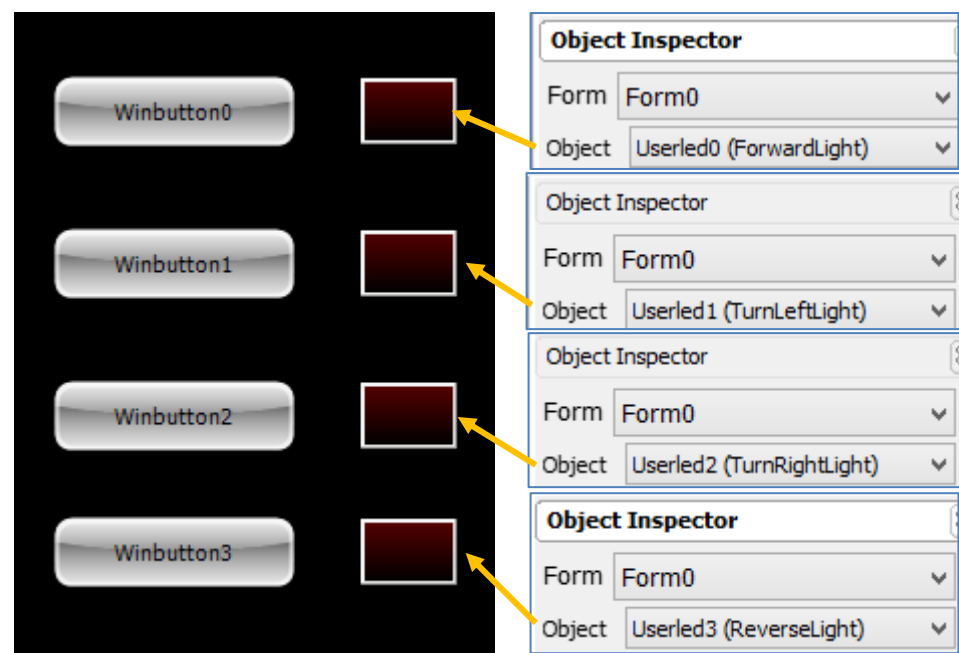 Winbutton0
Winbutton1
Winbutton2
Winbutton3
Object Inspector
Form Form0
Object Userled0 (ForwardLight)
Object Inspector
Form Form0
Object Userled1 (TurnLeftLight)
Object Inspector
Form Form0
Object Userled2 (TurnRightLight)
Object Inspector
Form Form0
Object Userled3 (ReverseLight)